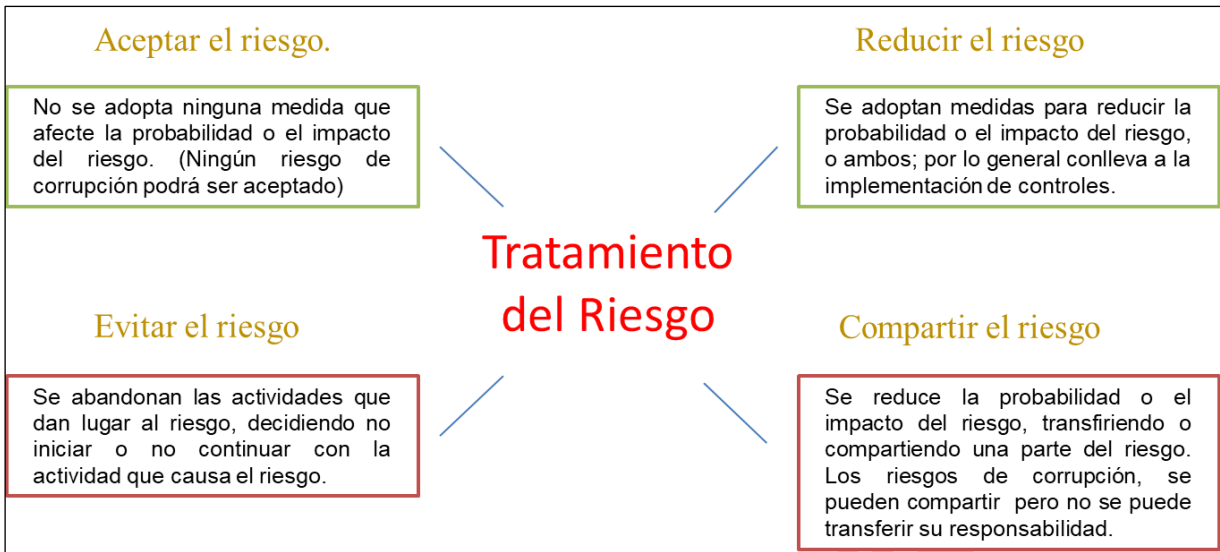 Aceptar el riesgo.
No se adopta ninguna medida que
afecte la probabilidad o el impacto
del riesgo. (Ningún riesgo de
corrupción podrá ser aceptado)
Reducir el riesgo
Se adoptan medidas para reducir la
probabilidad o el impacto del riesgo,
o ambos; por lo general conlleva a la
implementación de controles.
Tratamiento
del Riesgo
Evitar el riesgo
Se abandonan las actividades que
dan lugar al riesgo, decidiendo no
iniciar o no continuar con la
actividad que causa el riesgo.
Compartir el riesgo
Se reduce la probabilidad o el
impacto del riesgo, transfiriendo o
compartiendo una parte del riesgo.
Los riesgos de corrupción, se
pueden compartir pero no se puede
transferir su responsabilidad.